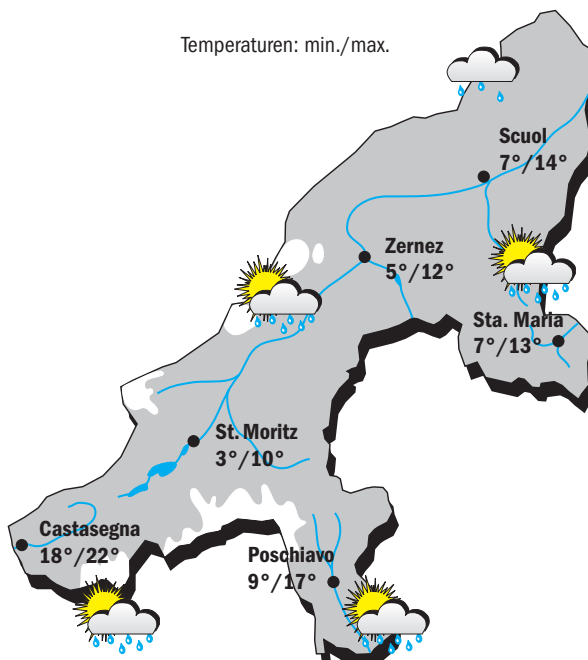 Temperaturen: min./max.
Scuol
7°/14°
Zernez
5°/12°
Sta. Maria
7°/13°
St. Moritz
3°/10°
Castasegna
18°/22°
Poschiavo
9°/17°